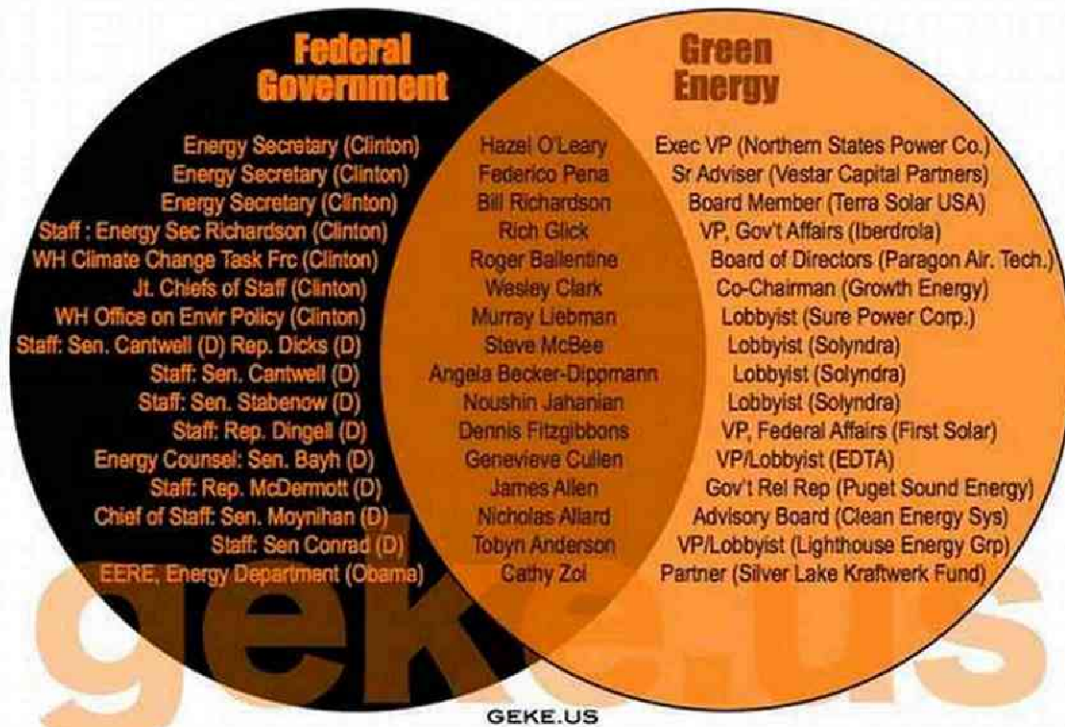 Federal
Government
Green
Energy
Energy Secretary (Clinton) Hazel O'Leary Exec VP (Northern States Power Co.)
Energy Secretary (Clinton) Federico Pena Sr Adviser (Vestar Capital Partners)
Energy Secretary (Clinton) Bill Richardson Board Member (Terra Solar USA)
Staff : Energy Sec Richardson (Clinton) Rich Glick VP, Gov't Affairs (Iberdrola)
WH Climate Change Task Frc (Clinton) Roger Ballentine Board of Directors (Paragon Air. Tech.)
Jt. Chiefs of Staff (Clinton) Wesley Clark Co-Chairman (Growth Energy)
WH Office on Envir Policy (Clinton) Murray Liebman Lobbyist (Sure Power Corp.)
Staff: Sen. Cantwell (D) Rep. Dicks (D) Steve McBee Lobbyist (Solyndra)
Staff: Sen. Cantwell (D) Angela Becker-Dippmann Lobbyist (Solyndra)
Staff: Sen. Stabenow (D) Noushin Jahanian Lobbyist (Solyndra)
Staff: Rep. Dingell (D) Dennis Fitzgibbons VP, Federal Affairs (First Solar)
Energy Counsel: Sen. Bayh (D) Genevieve Cullen VP/Lobbyist (EDTA)
Staff: Rep. McDermott (D) James Allen Gov't Rel Rep (Puget Sound Energy)
Chief of Staff: Sen. Moynihan (D) Nicholas Allard Advisory Board (Clean Energy Sys)
Staff: Sen Conrad (D) Tobyn Anderson VP/Lobbyist (Lighthouse Energy Grp)
EERE, Energy Department (Obama) Cathy Zoi Partner (Silver Lake Kraftwerk Fund)
geke.us
GEKE.US